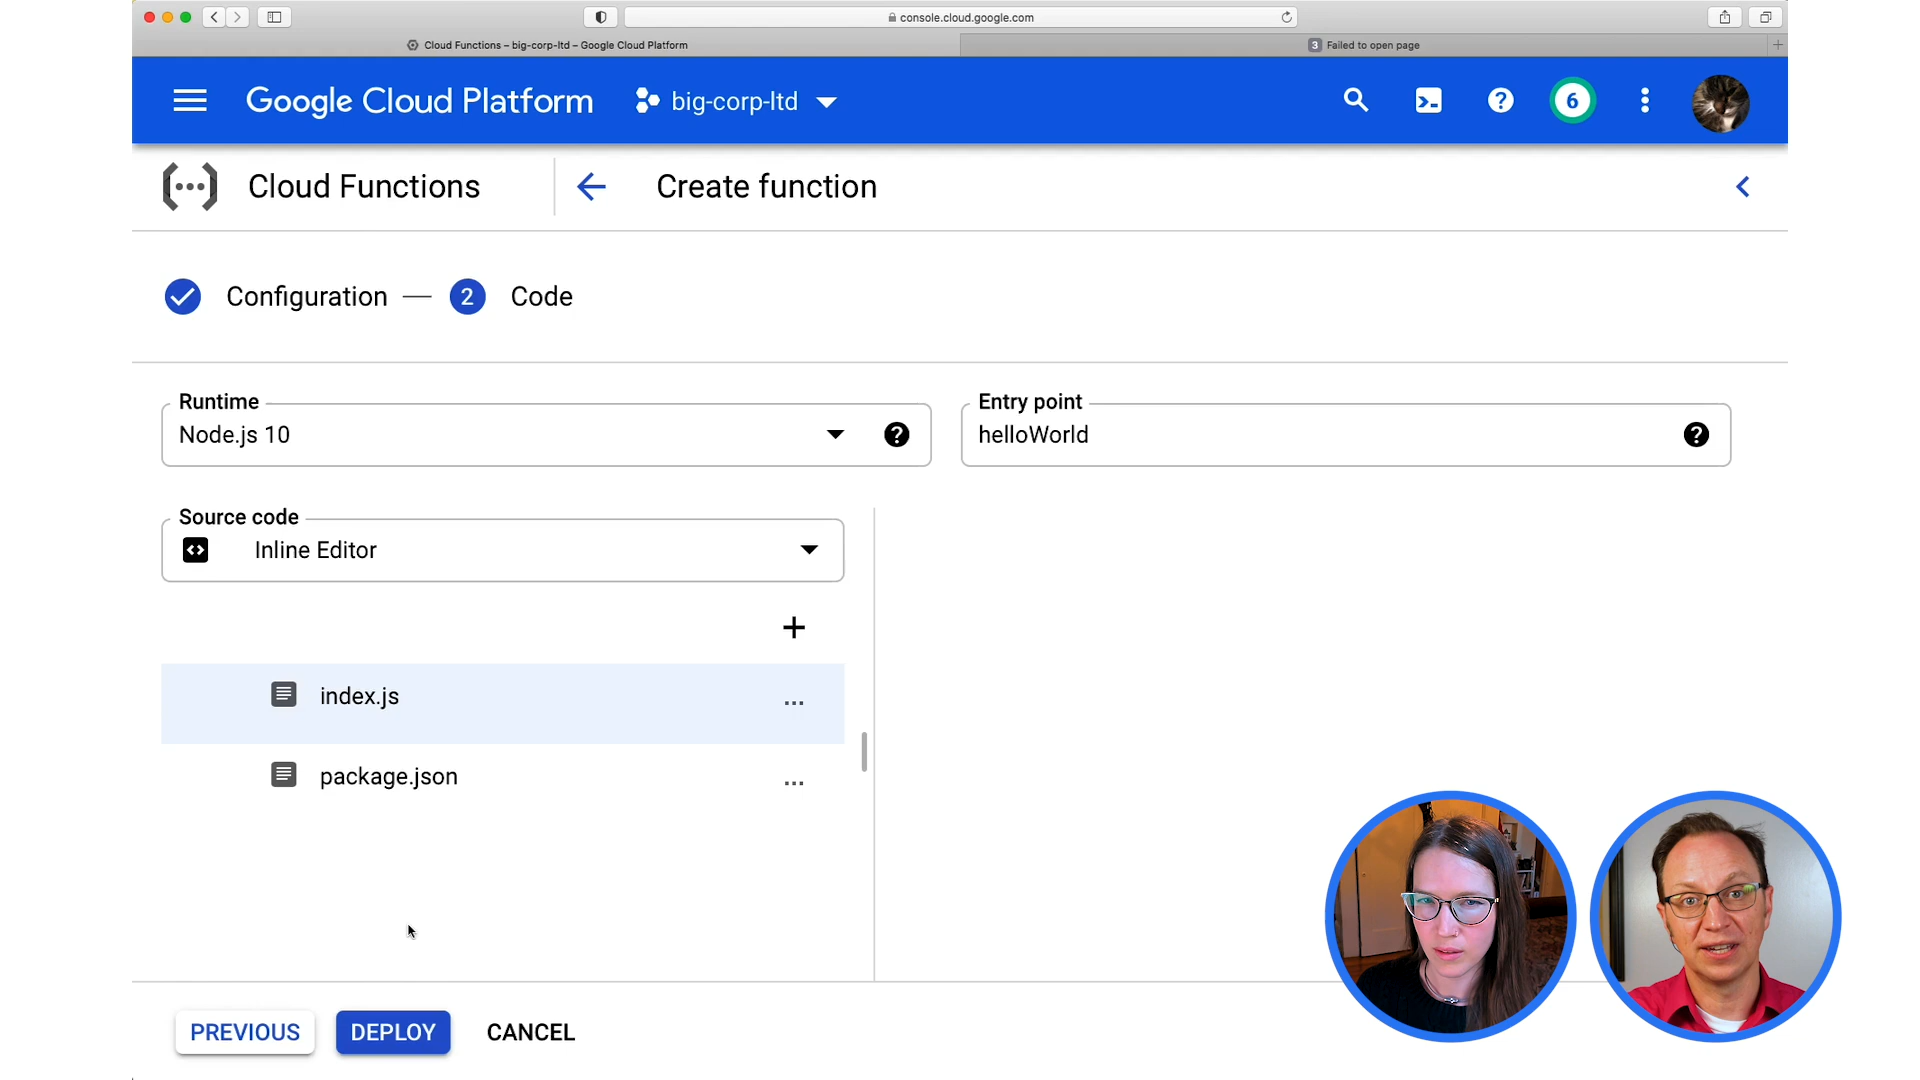 console.cloud.google.com
Cloud Functions – big-corp-ltd – Google Cloud Platform
3 Failed to open page
Google Cloud Platform
big-corp-ltd
6
Cloud Functions
Create function
Configuration — 2 Code
Runtime
Node.js 10
Entry point
helloWorld
Source code
Inline Editor
index.js
package.json
PREVIOUS
DEPLOY
CANCEL